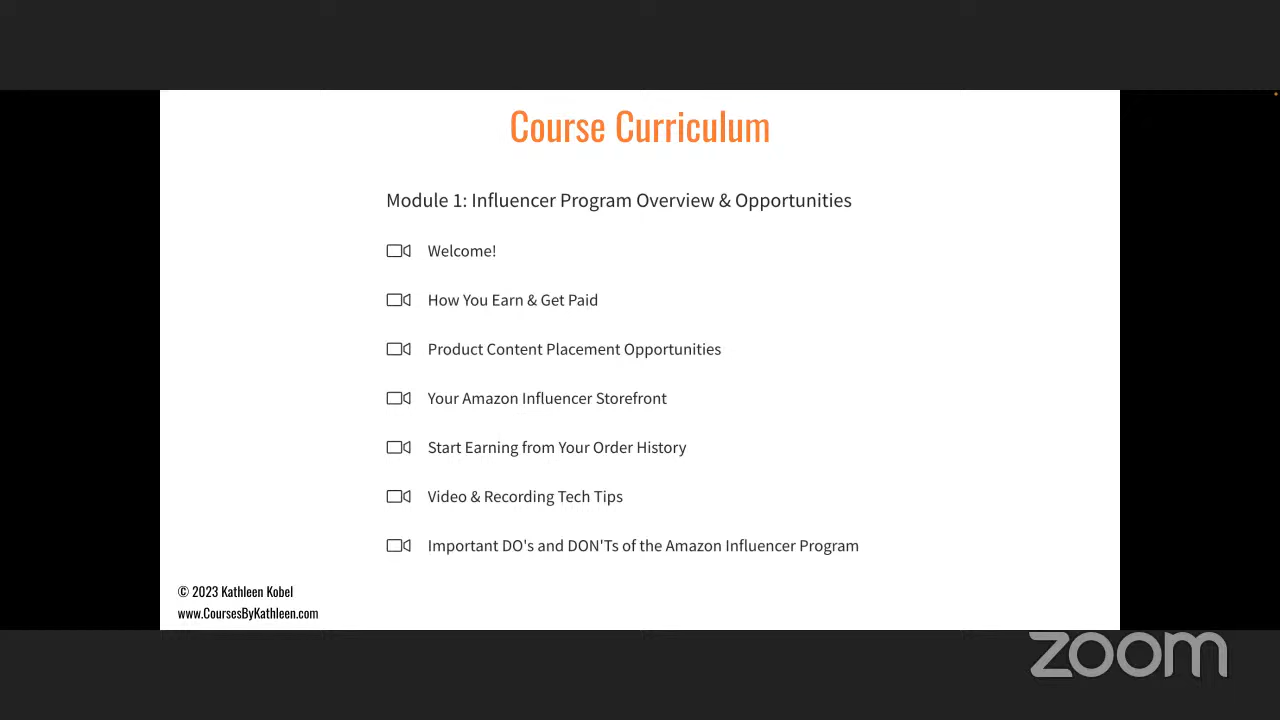 Course Curriculum
Module 1: Influencer Program Overview & Opportunities
Welcome!
How You Earn & Get Paid
Product Content Placement Opportunities
Your Amazon Influencer Storefront
Start Earning from Your Order History
Video & Recording Tech Tips
Important DO's and DON'Ts of the Amazon Influencer Program
© 2023 Kathleen Kobel
www.CoursesByKathleen.com
zoom